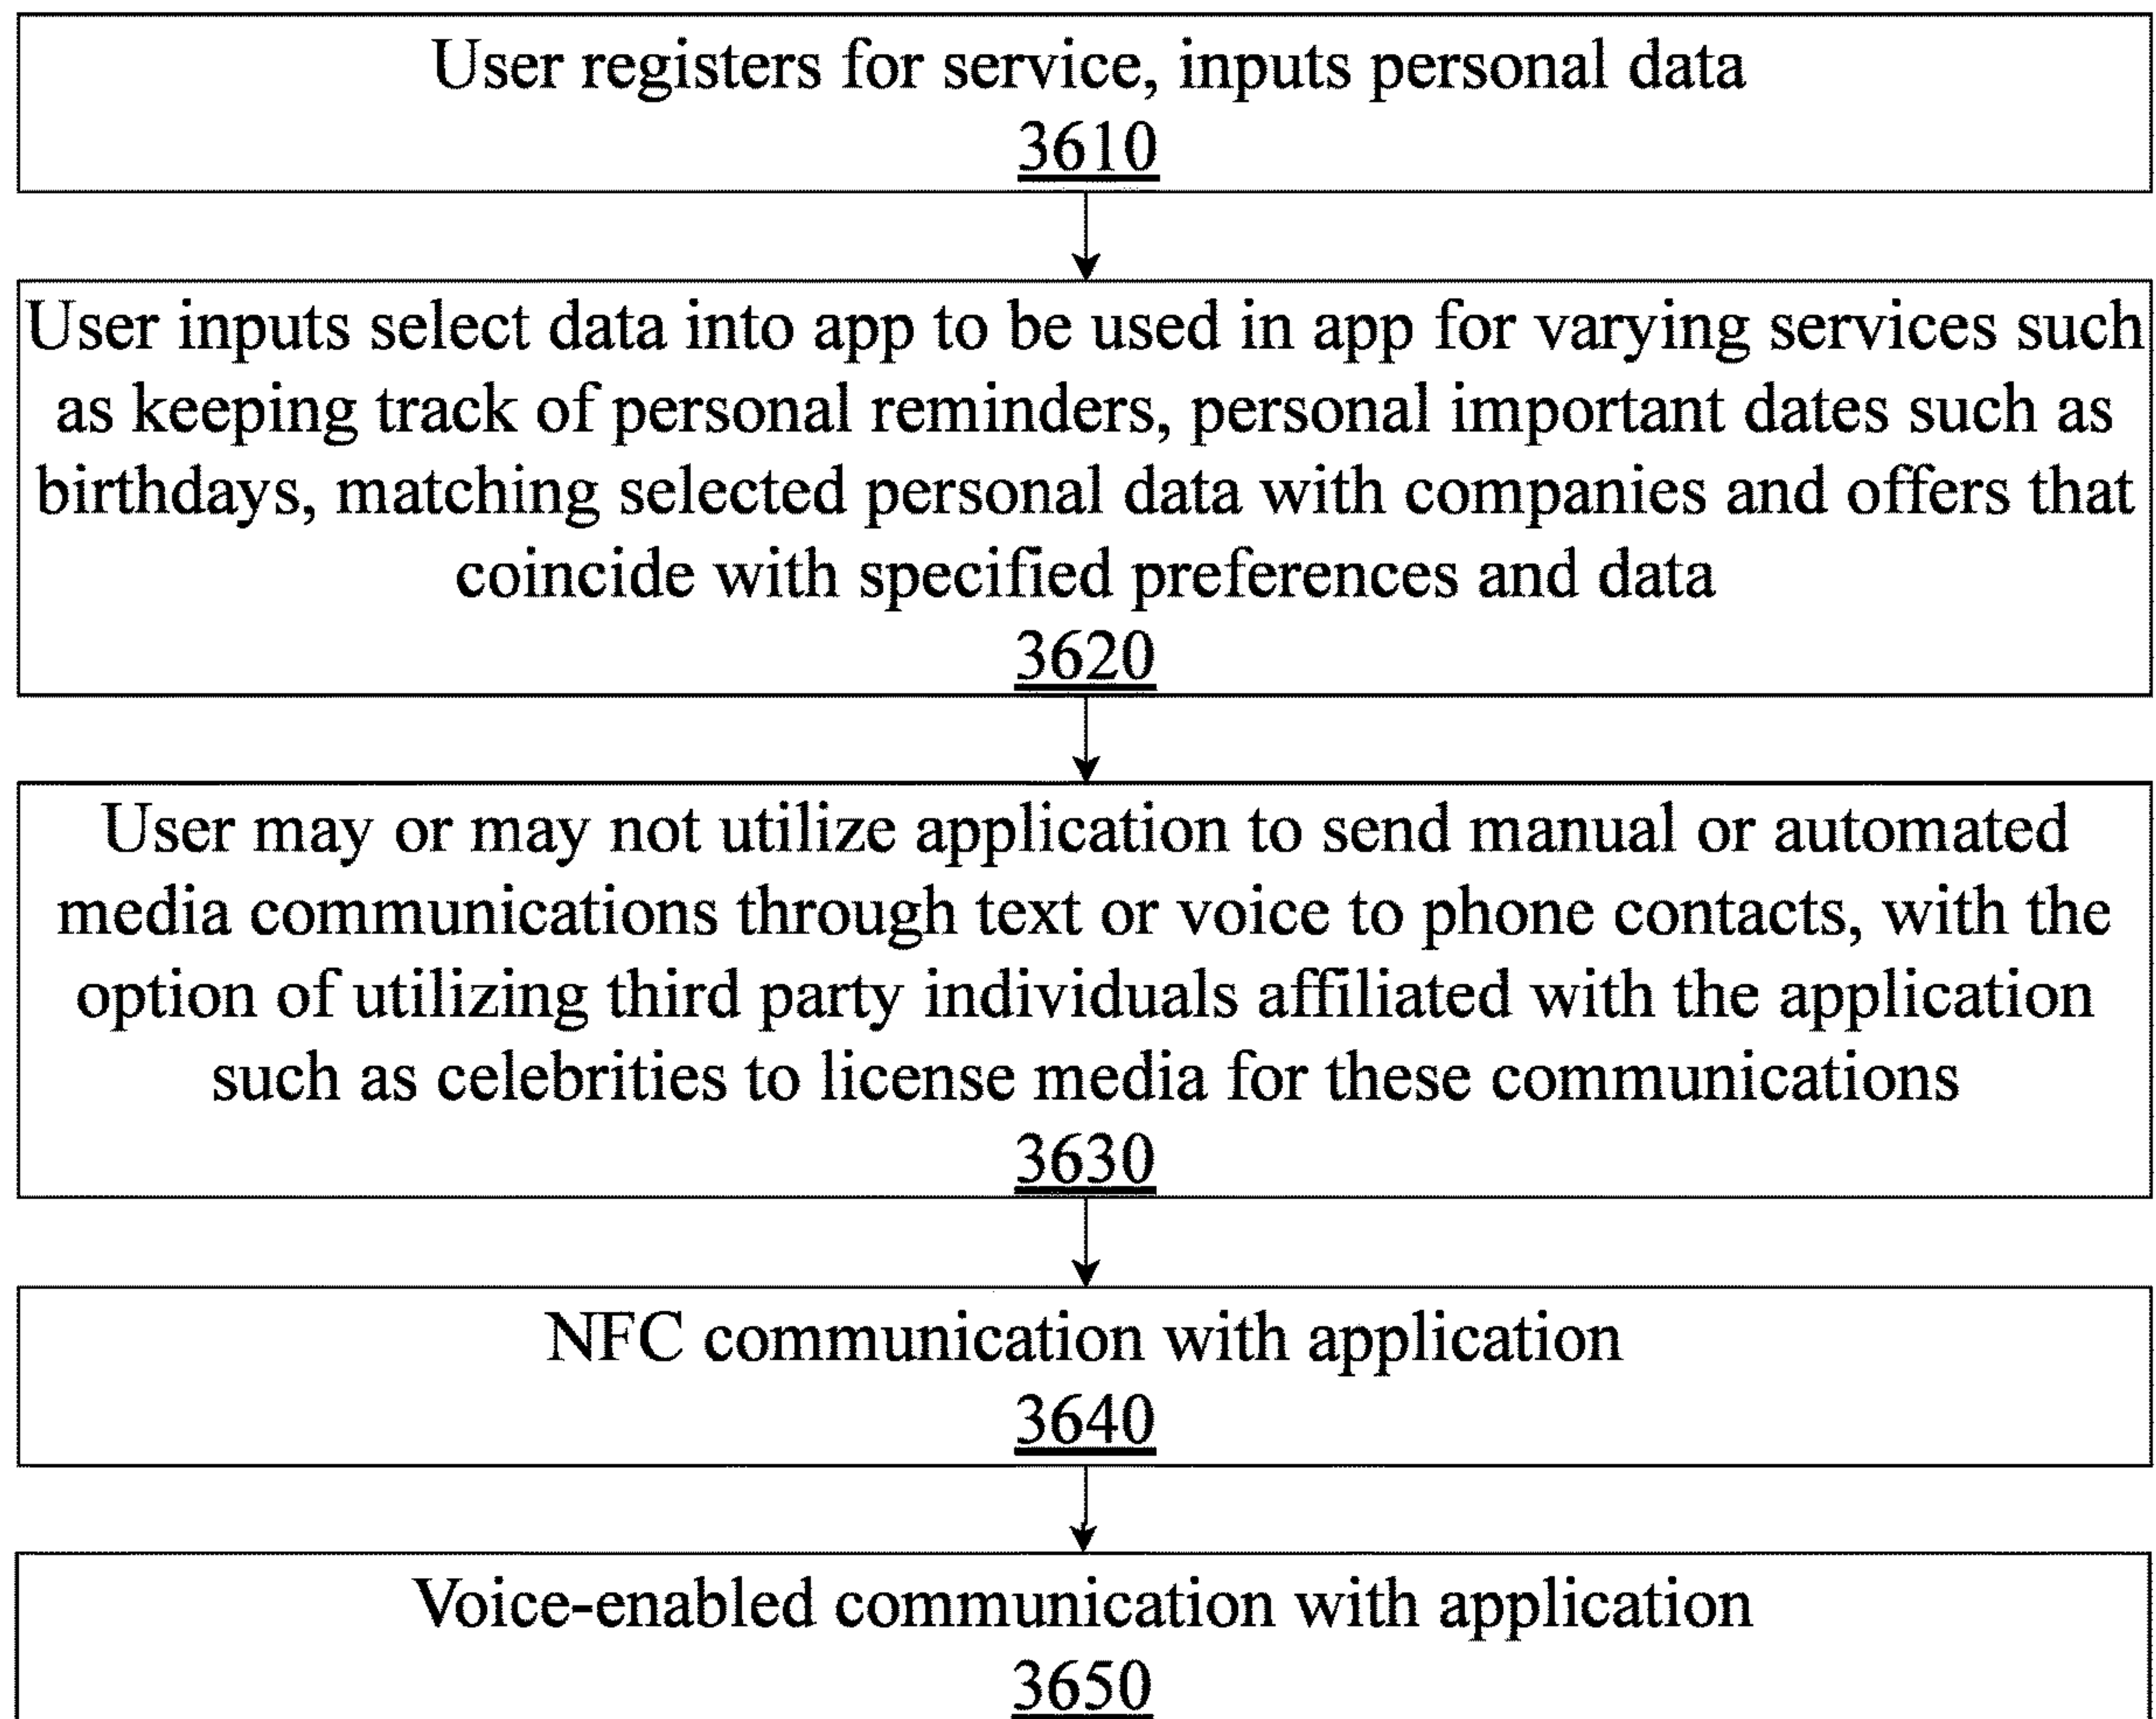 User registers for service, inputs personal data
3610
User inputs select data into app to be used in app for varying services such
as keeping track of personal reminders, personal important dates such as
birthdays, matching selected personal data with companies and offers that
coincide with specified preferences and data
3620
User may or may not utilize application to send manual or automated
media communications through text or voice to phone contacts, with the
option of utilizing third party individuals affiliated with the application
such as celebrities to license media for these communications
3630
NFC communication with application
3640
Voice-enabled communication with application
3650